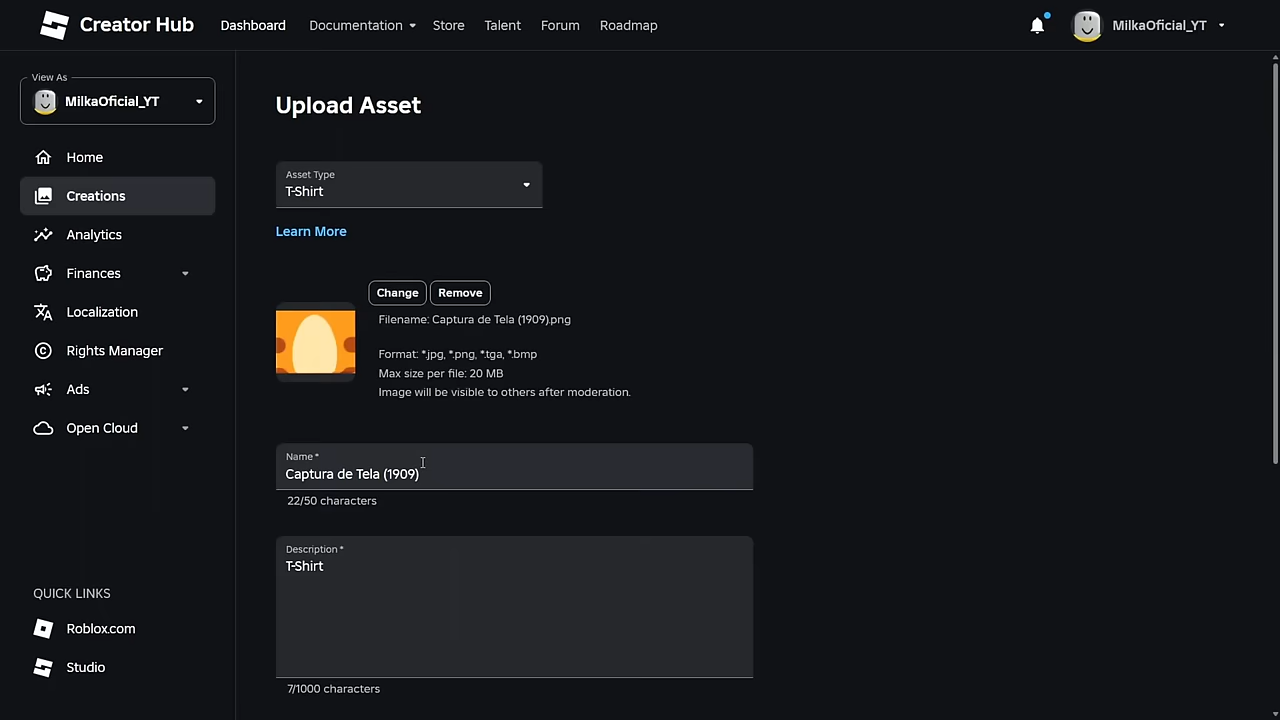 Creator Hub
Dashboard
Documentation
Store
Talent
Forum
Roadmap
MilkaOficial_YT
View As
MilkaOficial_YT
Home
Creations
Analytics
Finances
Localization
Rights Manager
Ads
Open Cloud
QUICK LINKS
Roblox.com
Studio
Upload Asset
Asset Type
T-Shirt
Learn More
Change
Remove
Filename: Captura de Tela (1909).png
Format: *.jpg, *.png, *.tga, *.bmp
Max size per file: 20 MB
Image will be visible to others after moderation.
Name *
Captura de Tela (1909)
22/50 characters
Description *
T-Shirt
7/1000 characters